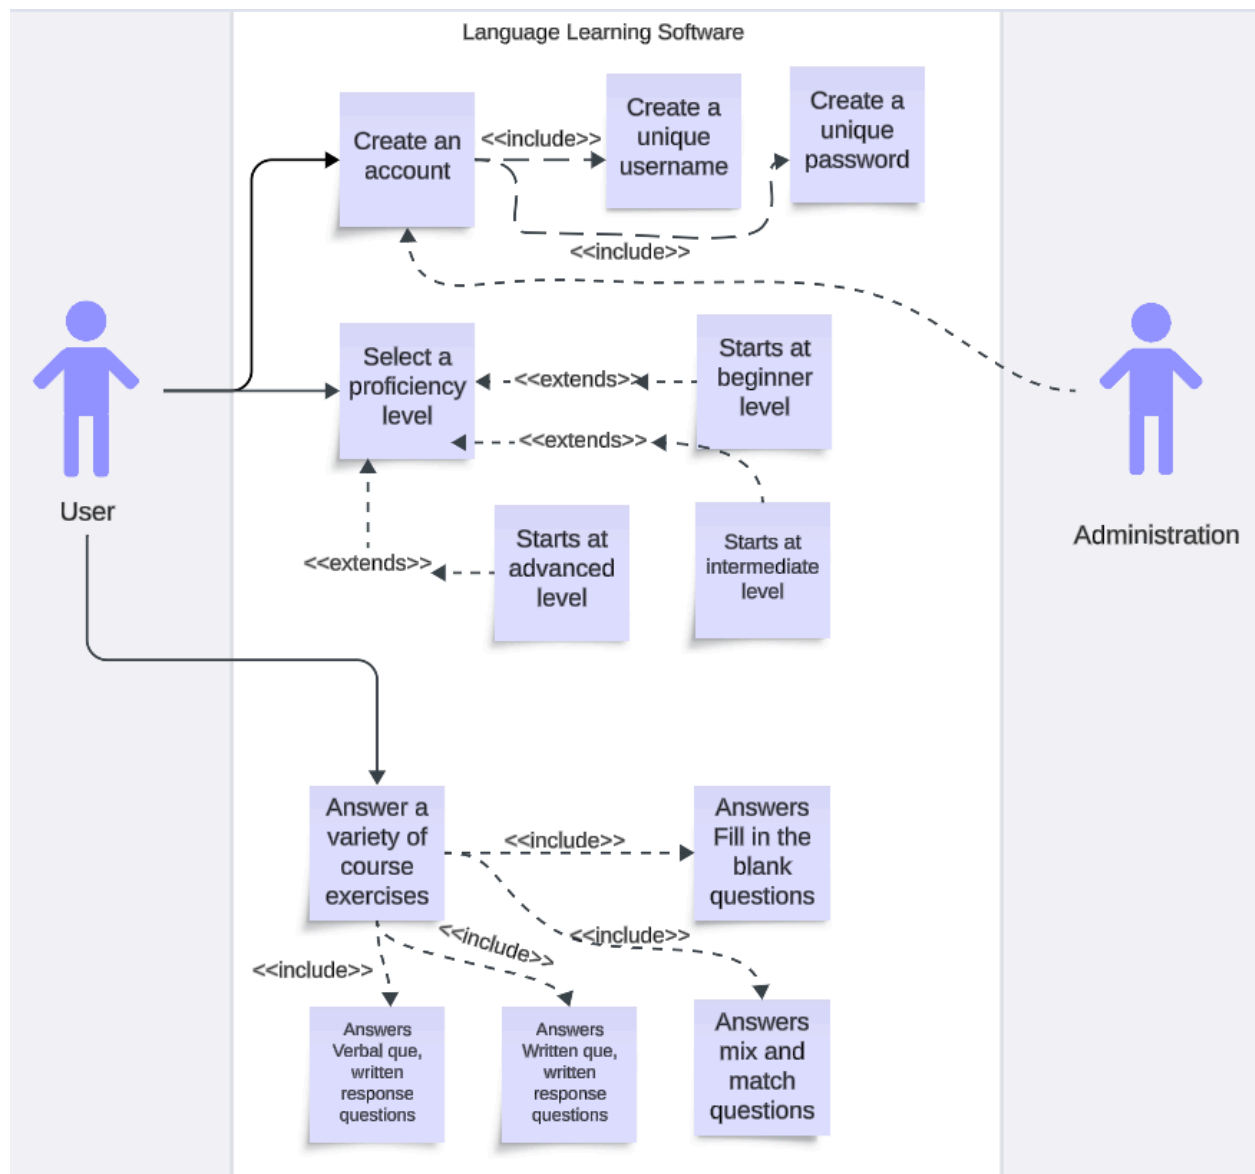 Language Learning Software
Create an
account
<<include>>
Create a
unique
username
Create a
unique
password
<<include>>
Select a
proficiency
level
<<extends>>
Starts at
beginner
level
<<extends>>
User
Administration
<<extends>>
Starts at
advanced
level
Starts at
intermediate
level
Answer a
variety of
course
exercises
<<include>>
Answers
Fill in the
blank
questions
<<include>>
<<include>>
<<include>>
Answers
Verbal que,
written
response
questions
Answers
Written que,
written
response
questions
Answers
mix and
match
questions